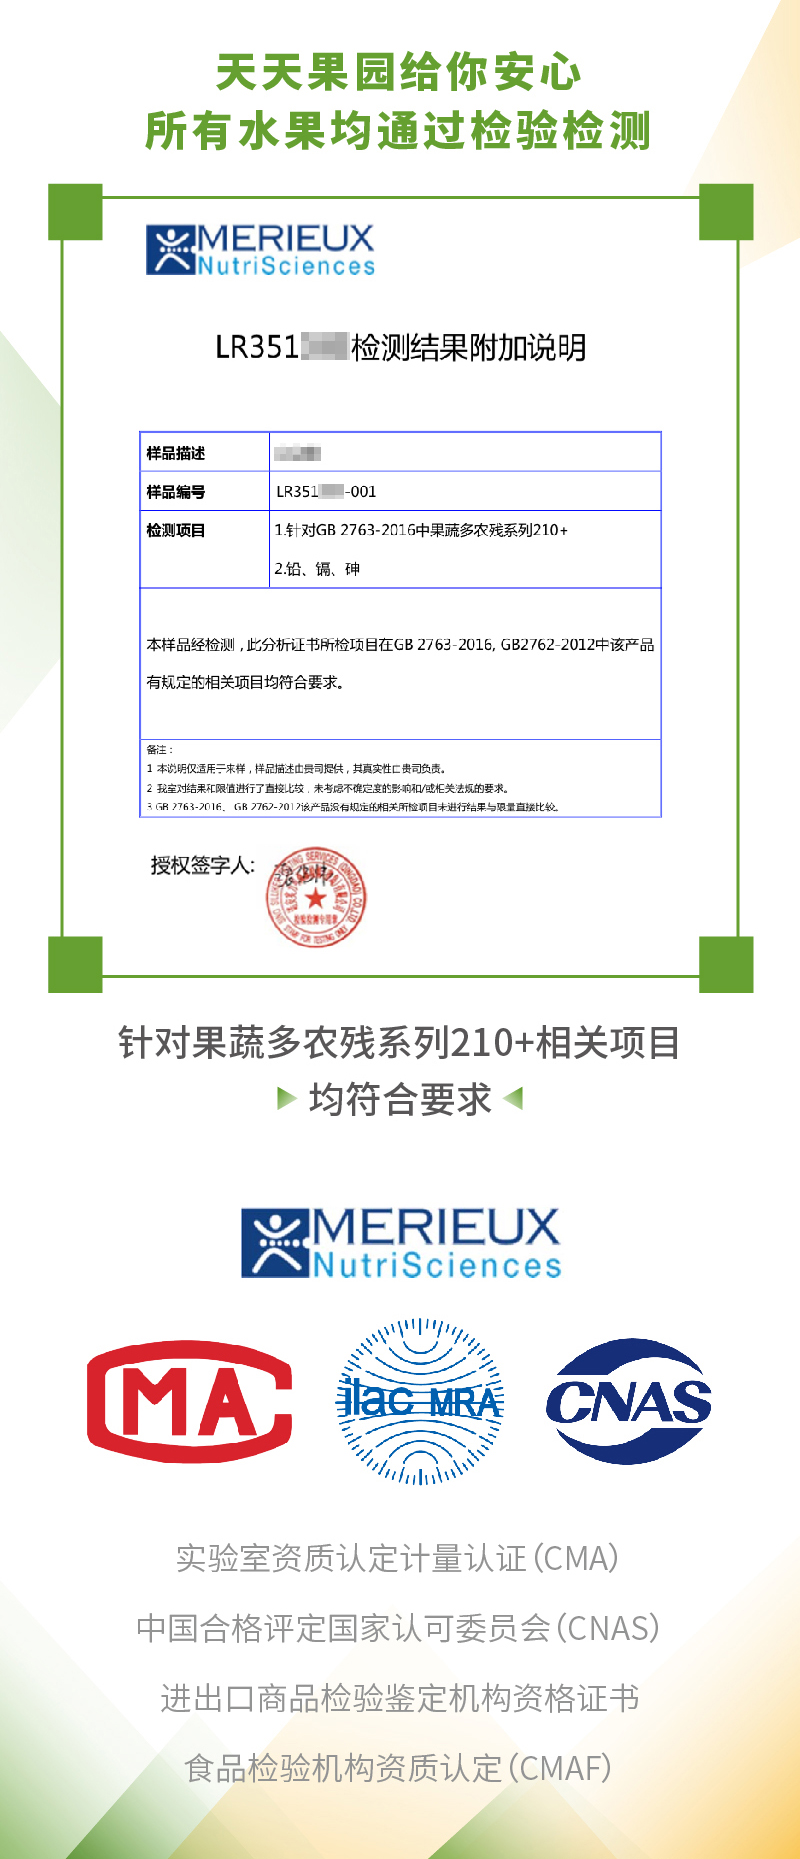 天天果园给你安心
所有水果均通过检验检测
MERIEUX
NutriSciences
LR351 检测结果附加说明
样品描述
样品编号 LR351 -001
检测项目 1.针对GB 2763-2016中果蔬多农残系列210+
2.铅、镉、砷
本样品经检测，此分析证书所检项目在GB 2763-2016, GB2762-2012中该产品
有规定的相关项目均符合要求。
备注：
1 本说明仅适用于来样，样品描述由贵司提供，其真实性由贵司负责。
2 我室对结果和限值进行了直接比较，未考虑不确定度的影响和/或相关法规的要求。
3 GB 2763-2016、 GB 2762-2012该产品没有规定的相关所检项目未进行结果与限量直接比较。
授权签字人:
针对果蔬多农残系列210+相关项目
均符合要求
MERIEUX
NutriSciences
CMA
ilac MRA
CNAS
实验室资质认定计量认证（CMA）
中国合格评定国家认可委员会（CNAS）
进出口商品检验鉴定机构资格证书
食品检验机构资质认定（CMAF）